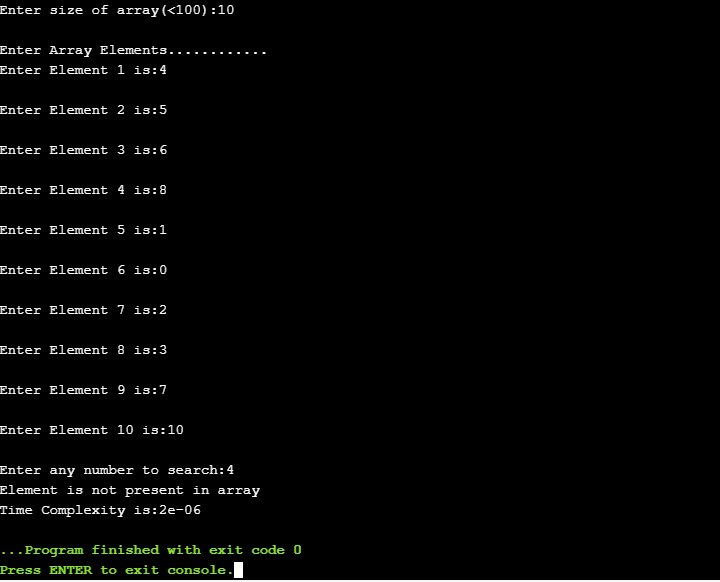 Enter size of array(<100):10
Enter Array Elements............
Enter Element 1 is:4
Enter Element 2 is:5
Enter Element 3 is:6
Enter Element 4 is:8
Enter Element 5 is:1
Enter Element 6 is:0
Enter Element 7 is:2
Enter Element 8 is:3
Enter Element 9 is:7
Enter Element 10 is:10
Enter any number to search:4
Element is not present in array
Time Complexity is:2e-06
...Program finished with exit code 0
Press ENTER to exit console.